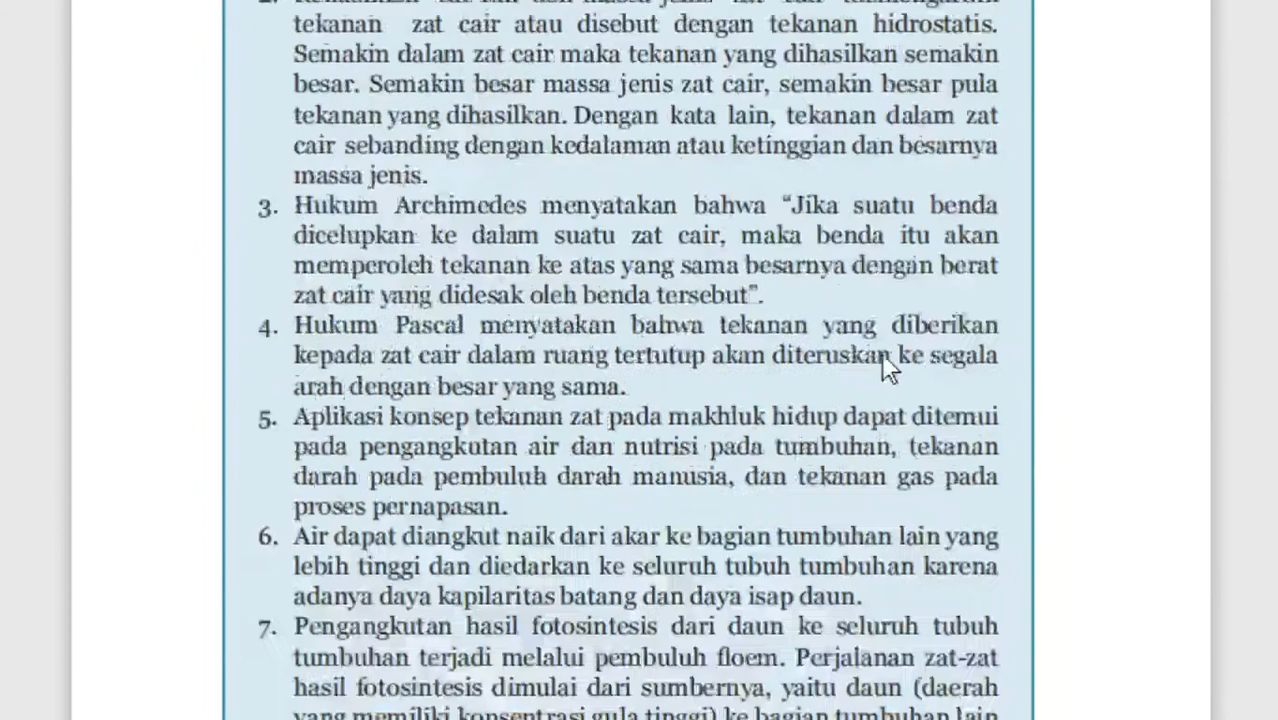 tekanan zat cair atau disebut dengan tekanan hidrostatis.
Semakin dalam zat cair maka tekanan yang dihasilkan semakin
besar. Semakin besar massa jenis zat cair, semakin besar pula
tekanan yang dihasilkan. Dengan kata lain, tekanan dalam zat
cair sebanding dengan kedalaman atau ketinggian dan besarnya
massa jenis.
3. Hukum Archimedes menyatakan bahwa “Jika suatu benda
dicelupkan ke dalam suatu zat cair, maka benda itu akan
memperoleh tekanan ke atas yang sama besarnya dengan berat
zat cair yang didesak oleh benda tersebut”.
4. Hukum Pascal menyatakan bahwa tekanan yang diberikan
kepada zat cair dalam ruang tertutup akan diteruskan ke segala
arah dengan besar yang sama.
5. Aplikasi konsep tekanan zat pada makhluk hidup dapat ditemui
pada pengangkutan air dan nutrisi pada tumbuhan, tekanan
darah pada pembuluh darah manusia, dan tekanan gas pada
proses pernapasan.
6. Air dapat diangkut naik dari akar ke bagian tumbuhan lain yang
lebih tinggi dan diedarkan ke seluruh tubuh tumbuhan karena
adanya daya kapilaritas batang dan daya isap daun.
7. Pengangkutan hasil fotosintesis dari daun ke seluruh tubuh
tumbuhan terjadi melalui pembuluh floem. Perjalanan zat-zat
hasil fotosintesis dimulai dari sumbernya, yaitu daun (daerah
yang memiliki konsentrasi gula tinggi) ke bagian tumbuhan lain